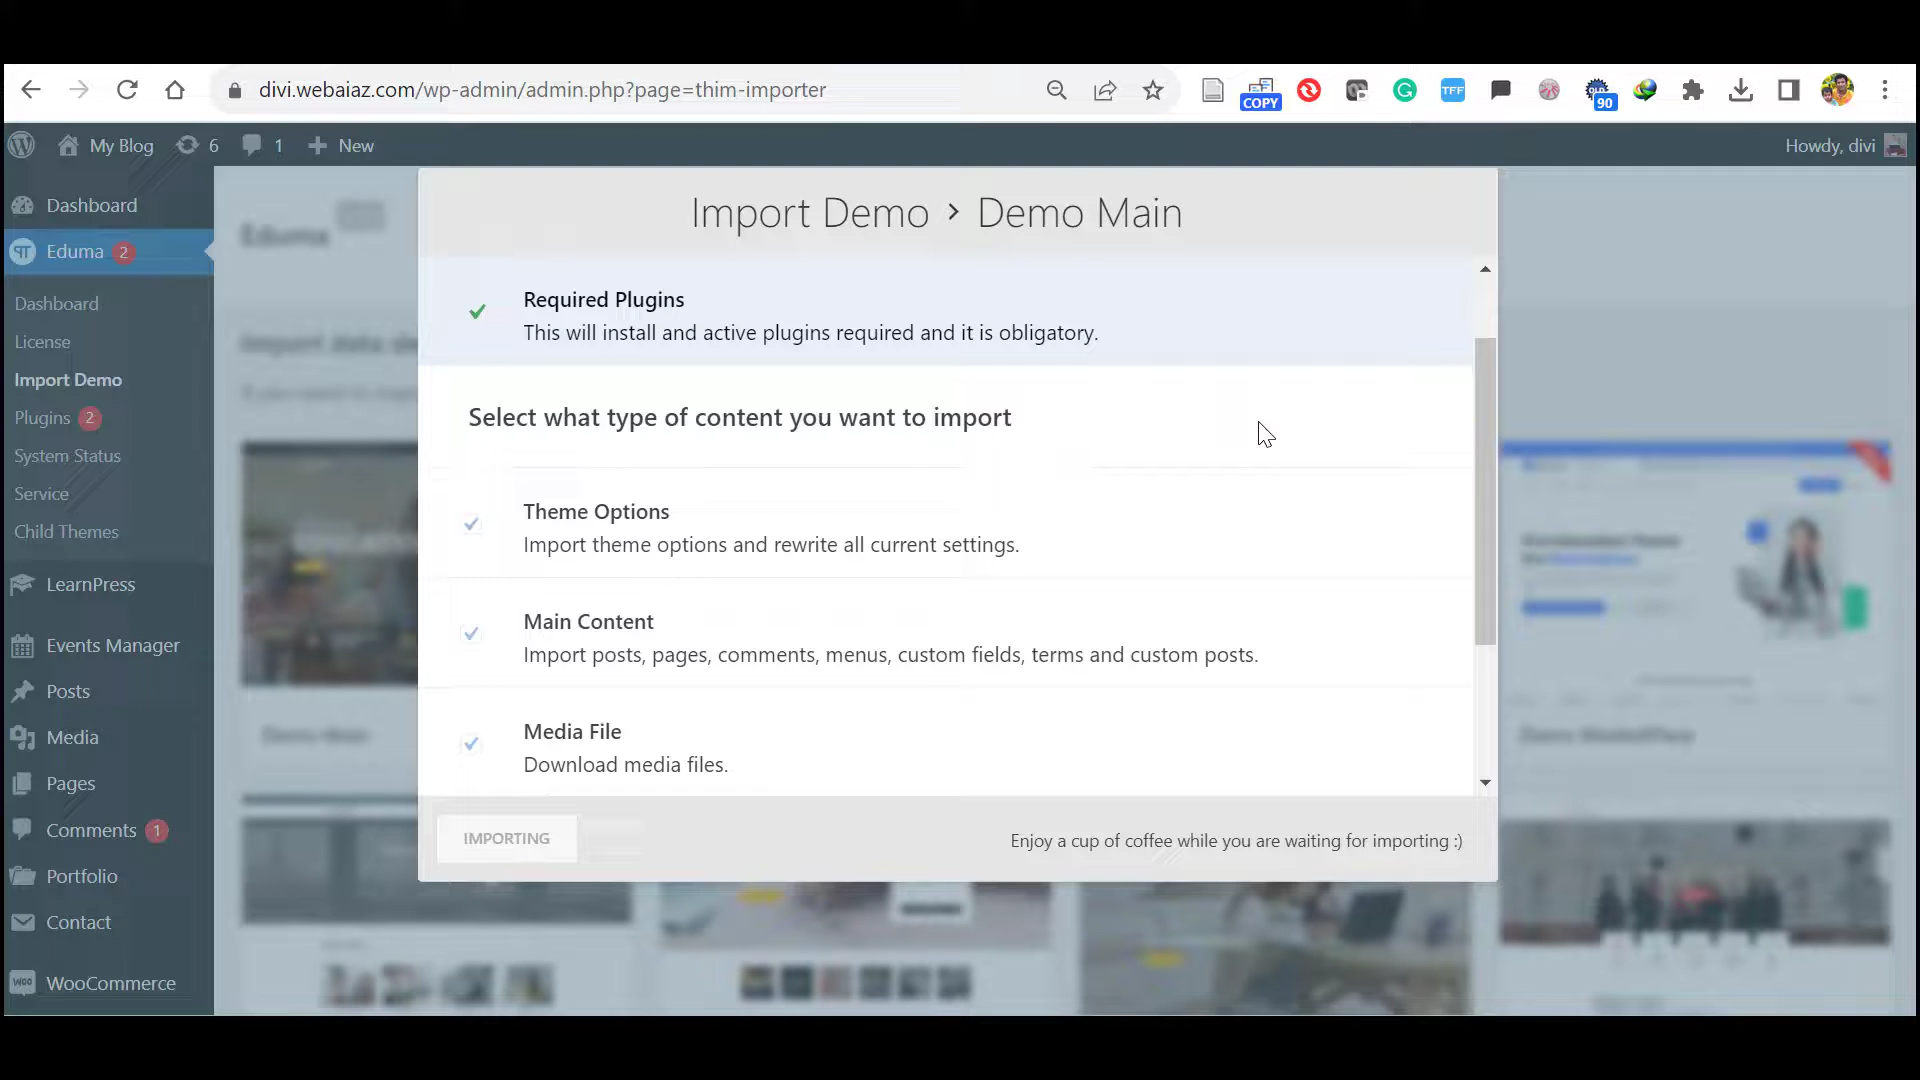 divi.webaiaz.com/wp-admin/admin.php?page=thim-importer
COPY
TFF
90
My Blog 6 1 New
Howdy, divi
Dashboard
Eduma 2
Dashboard
License
Import Demo
Plugins 2
System Status
Service
Child Themes
LearnPress
Events Manager
Posts
Media
Pages
Comments 1
Portfolio
Contact
WooCommerce
Eduma
Import Demo > Demo Main
Required Plugins
This will install and active plugins required and it is obligatory.
Select what type of content you want to import
Theme Options
Import theme options and rewrite all current settings.
Main Content
Import posts, pages, comments, menus, custom fields, terms and custom posts.
Media File
Download media files.
IMPORTING
Enjoy a cup of coffee while you are waiting for importing :)